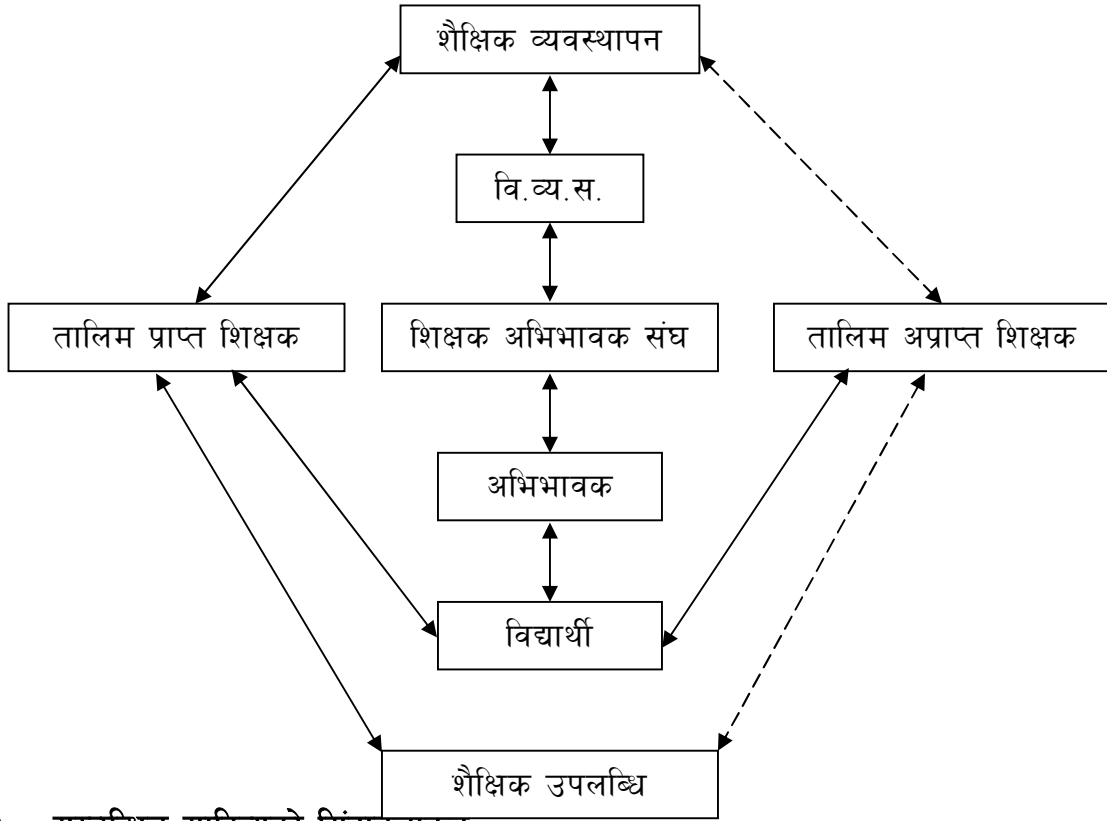 शैक्षिक व्यवस्थापन
वि.व्य.स.
तालिम प्राप्त शिक्षक
शिक्षक अभिभावक संघ
तालिम अप्राप्त शिक्षक
अभिभावक
विद्यार्थी
शैक्षिक उपलब्धि